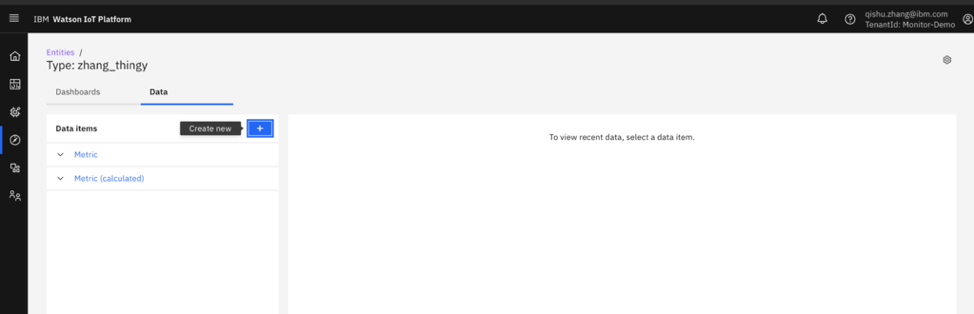 IBM Watson IoT Platform
qishu.zhang@ibm.com
TenantId: Monitor-Demo
Entities /
Type: zhang_thingy
Dashboards
Data
Data items
Create new
+
To view recent data, select a data item.
Metric
Metric (calculated)